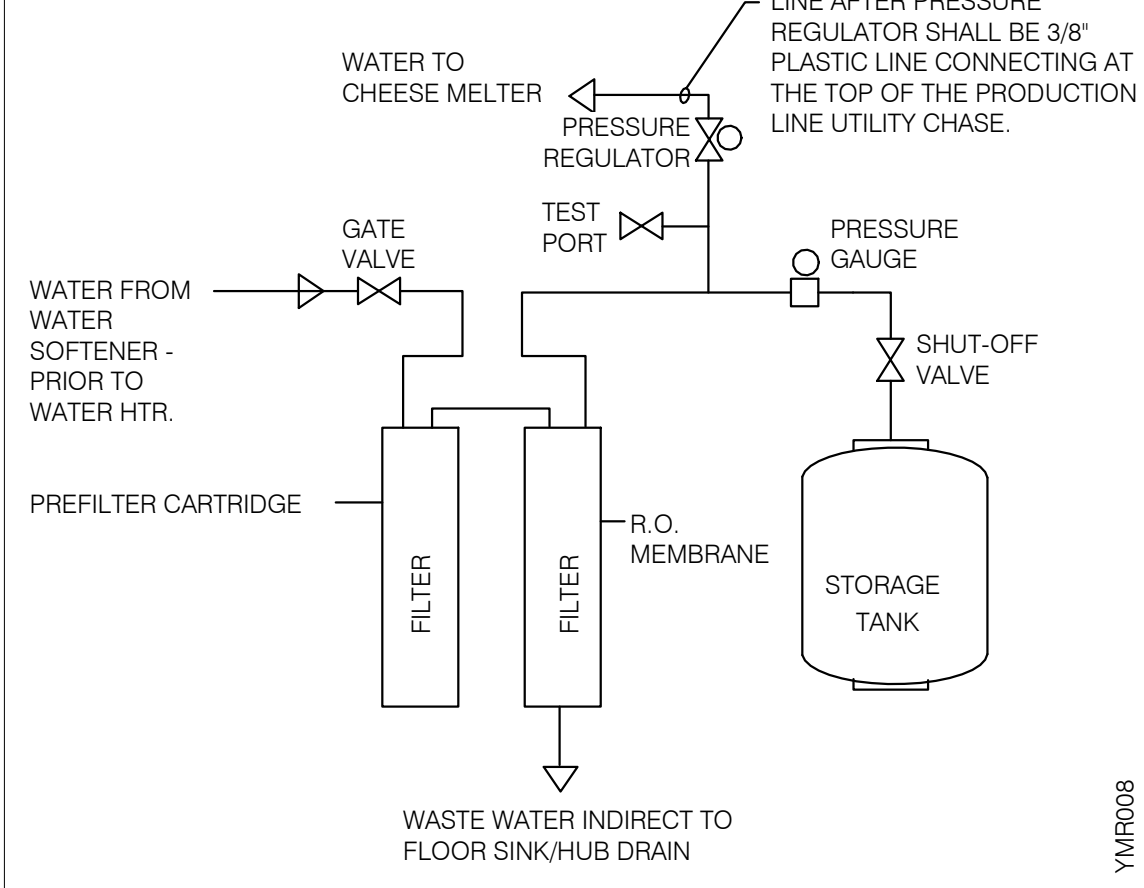 LINE AFTER PRESSURE
REGULATOR SHALL BE 3/8"
PLASTIC LINE CONNECTING AT
THE TOP OF THE PRODUCTION
LINE UTILITY CHASE.
WATER TO
CHEESE MELTER
PRESSURE
REGULATOR
TEST
PORT
GATE
VALVE
PRESSURE
GAUGE
WATER FROM
WATER
SOFTENER -
PRIOR TO
WATER HTR.
SHUT-OFF
VALVE
PREFILTER CARTRIDGE
R.O.
MEMBRANE
FILTER
FILTER
STORAGE
TANK
WASTE WATER INDIRECT TO
FLOOR SINK/HUB DRAIN
YMR008